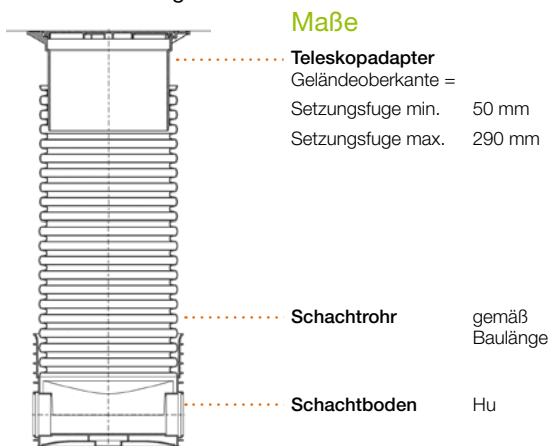 Maße
Teleskopadapter
Geländeoberkante =
Setzungsfuge min. 50 mm
Setzungsfuge max. 290 mm
Schachtrohr gemäß
Baulänge
Schachtboden Hu